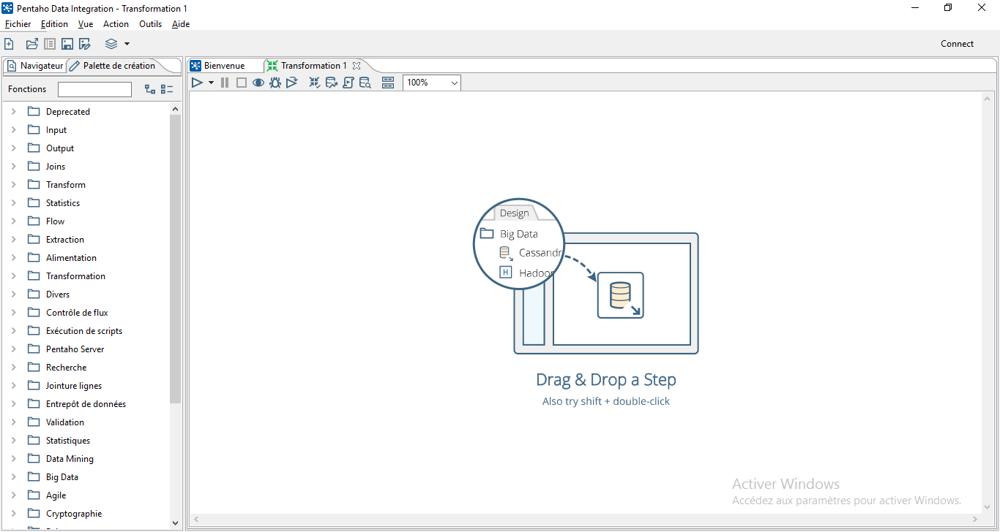 Pentaho Data Integration - Transformation 1
Fichier Edition Vue Action Outils Aide
Connect
Navigateur Palette de création
Bienvenue Transformation 1
Fonctions
100%
Deprecated
Input
Output
Joins
Transform
Statistics
Flow
Extraction
Alimentation
Transformation
Divers
Contrôle de flux
Exécution de scripts
Pentaho Server
Recherche
Jointure lignes
Entrepôt de données
Validation
Statistiques
Data Mining
Big Data
Agile
Cryptographie
Design
Big Data
Cassandr
H Hadoop
Drag & Drop a Step
Also try shift + double-click
Activer Windows
Accédez aux paramètres pour activer Windows.